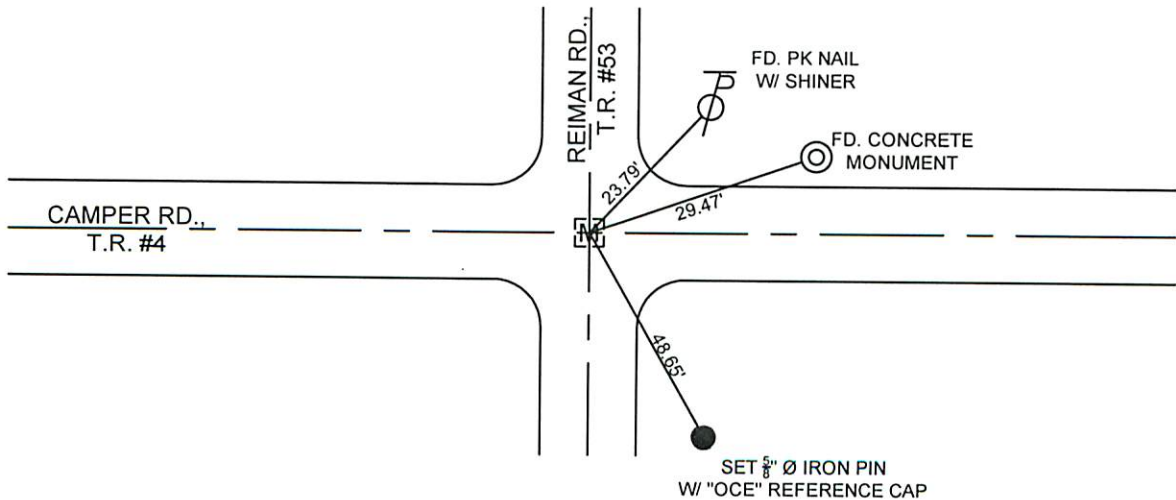 REIMAN RD.,
T.R. #53
FD. PK NAIL
W/ SHINER
FD. CONCRETE
MONUMENT
23.79'
29.47'
CAMPER RD.,
T.R. #4
M
48.65'
SET 5/8" Ø IRON PIN
W/ "OCE" REFERENCE CAP